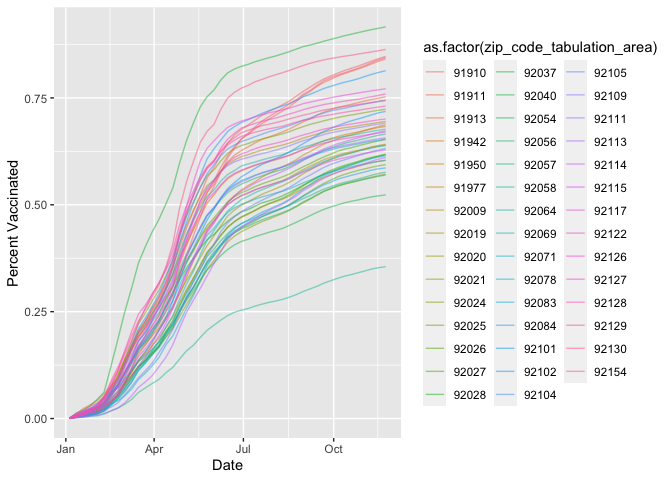 as.factor(zip_code_tabulation_area)
91910 92037 92105
91911 92040 92109
91913 92054 92111
91942 92056 92113
91950 92057 92114
91977 92058 92115
92009 92064 92117
92019 92069 92122
92020 92071 92126
92021 92078 92127
92024 92083 92128
92025 92084 92129
92026 92101 92130
92027 92102 92154
92028 92104
Percent Vaccinated
0.75
0.50
0.25
0.00
Jan Apr Jul Oct
Date